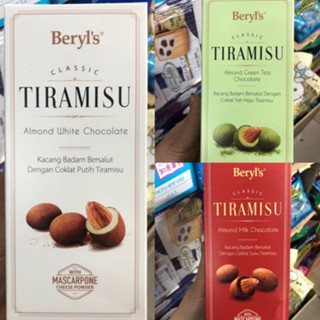 Beryl's
CLASSIC
TIRAMISU
Almond White Chocolate
Kacang Badam Bersalut
Dengan Coklat Putih Tiramisu
WITH
MASCARPONE
CHEESE POWDER
Beryl's
CLASSIC
TIRAMISU
Almond Green Tea
Chocolate
Kacang Badam Bersalut Dengan
Coklat Teh Hijau Tiramisu
Beryl's
CLASSIC
TIRAMISU
Almond Milk Chocolate
Kacang Badam Bersalut
Dengan Coklat Susu Tiramisu
WITH
MASCARPONE